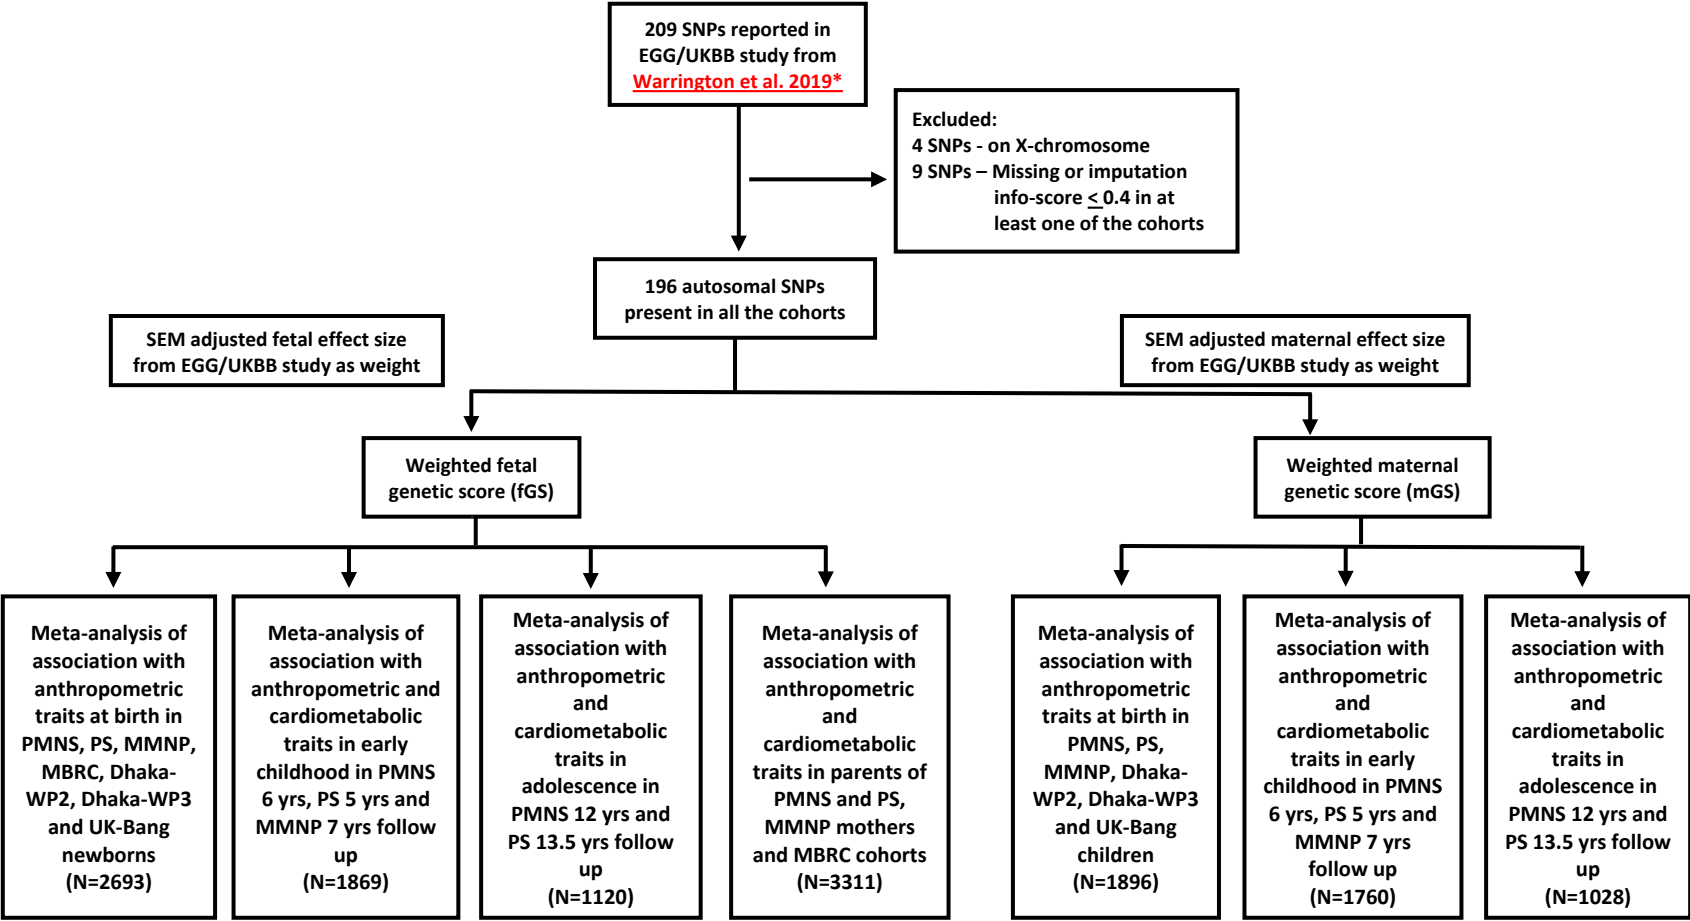 209 SNPs reported in
EGG/UKBB study from
Warrington et al. 2019*
Excluded:
4 SNPs - on X-chromosome
9 SNPs – Missing or imputation
info-score < 0.4 in at
least one of the cohorts
196 autosomal SNPs
present in all the cohorts
SEM adjusted fetal effect size
from EGG/UKBB study as weight
SEM adjusted maternal effect size
from EGG/UKBB study as weight
Weighted fetal
genetic score (fGS)
Weighted maternal
genetic score (mGS)
Meta-analysis of
association with
anthropometric
traits at birth in
PMNS, PS, MMNP,
MBRC, Dhaka-
WP2, Dhaka-WP3
and UK-Bang
newborns
(N=2693)
Meta-analysis of
association with
anthropometric and
cardiometabolic
traits in early
childhood in PMNS
6 yrs, PS 5 yrs and
MMNP 7 yrs follow
up
(N=1869)
Meta-analysis of
association with
anthropometric
and
cardiometabolic
traits in
adolescence in
PMNS 12 yrs and
PS 13.5 yrs follow
up
(N=1120)
Meta-analysis of
association with
anthropometric
and
cardiometabolic
traits in parents of
PMNS and PS,
MMNP mothers
and MBRC cohorts
(N=3311)
Meta-analysis of
association with
anthropometric
traits at birth in
PMNS, PS,
MMNP, Dhaka-
WP2, Dhaka-WP3
and UK-Bang
children
(N=1896)
Meta-analysis of
association with
anthropometric
and
cardiometabolic
traits in early
childhood in PMNS
6 yrs, PS 5 yrs and
MMNP 7 yrs
follow up
(N=1760)
Meta-analysis of
association with
anthropometric
and
cardiometabolic
traits in
adolescence in
PMNS 12 yrs and
PS 13.5 yrs follow
up
(N=1028)